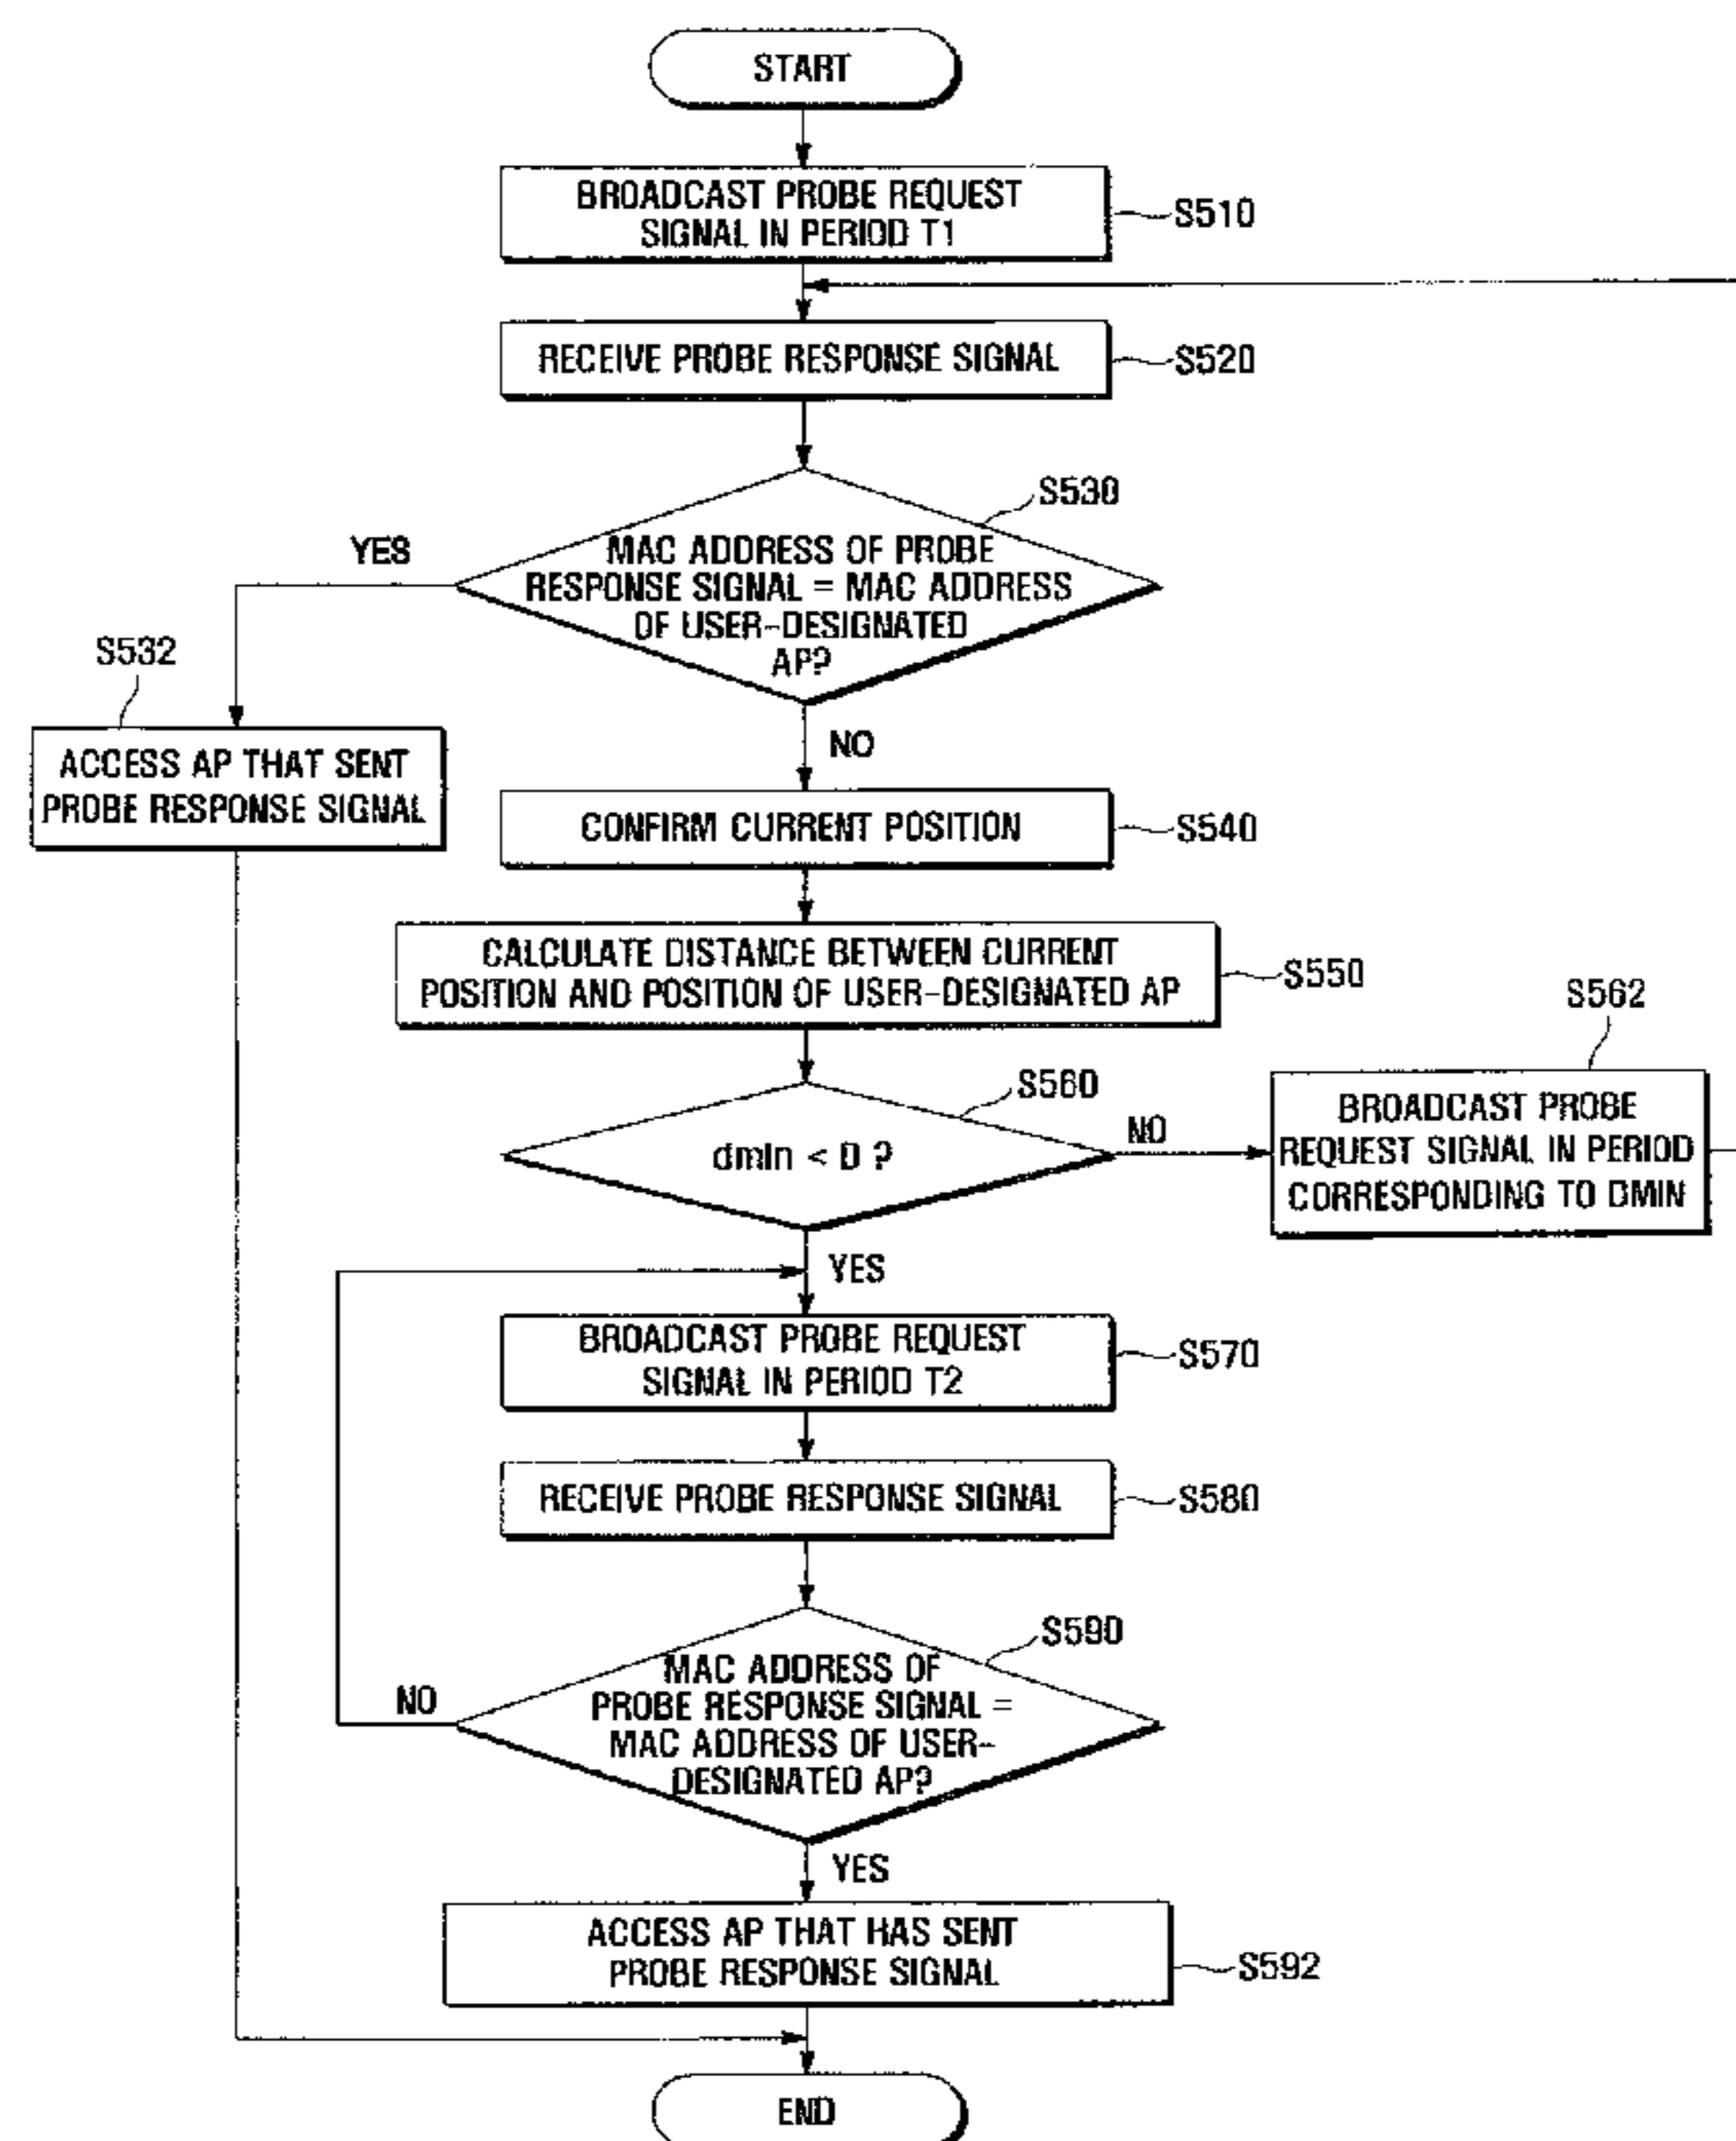 START
BROADCAST PROBE REQUEST
SIGNAL IN PERIOD T1
S510
RECEIVE PROBE RESPONSE SIGNAL
S520
S530
YES
MAC ADDRESS OF PROBE
RESPONSE SIGNAL = MAC ADDRESS
OF USER-DESIGNATED
AP?
S532
ACCESS AP THAT SENT
PROBE RESPONSE SIGNAL
NO
CONFIRM CURRENT POSITION
S540
CALCULATE DISTANCE BETWEEN CURRENT
POSITION AND POSITION OF USER-DESIGNATED AP
S550
S562
S560
dmin < D ?
NO
BROADCAST PROBE
REQUEST SIGNAL IN PERIOD
CORRESPONDING TO DMIN
YES
BROADCAST PROBE REQUEST
SIGNAL IN PERIOD T2
S570
RECEIVE PROBE RESPONSE SIGNAL
S580
S590
NO
MAC ADDRESS OF
PROBE RESPONSE SIGNAL =
MAC ADDRESS OF USER-
DESIGNATED AP?
YES
ACCESS AP THAT HAS SENT
PROBE RESPONSE SIGNAL
S592
END